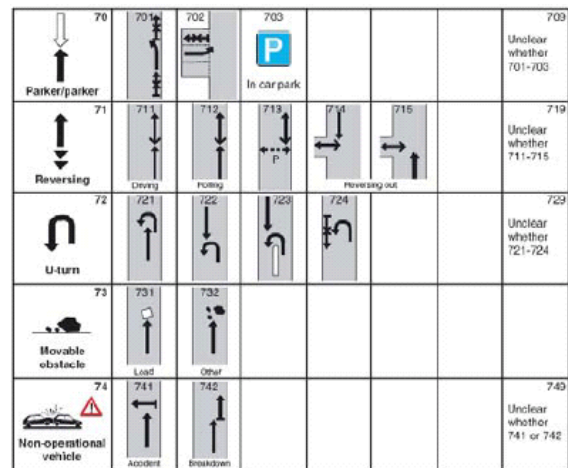 70 701 702 703 709
P
Unclear
whether
701-703
In car park
Parker/parker
71 711 712 713 714 715 719
Unclear
whether
711-715
P
Reversing
Driving Rolling Reversing out
72 721 722 723 724 729
Unclear
whether
721-724
U-turn
73 731 732
Movable
obstacle
Load Other
74 741 742 749
Unclear
whether
741 or 742
Non-operational
vehicle
Accident Breakdown